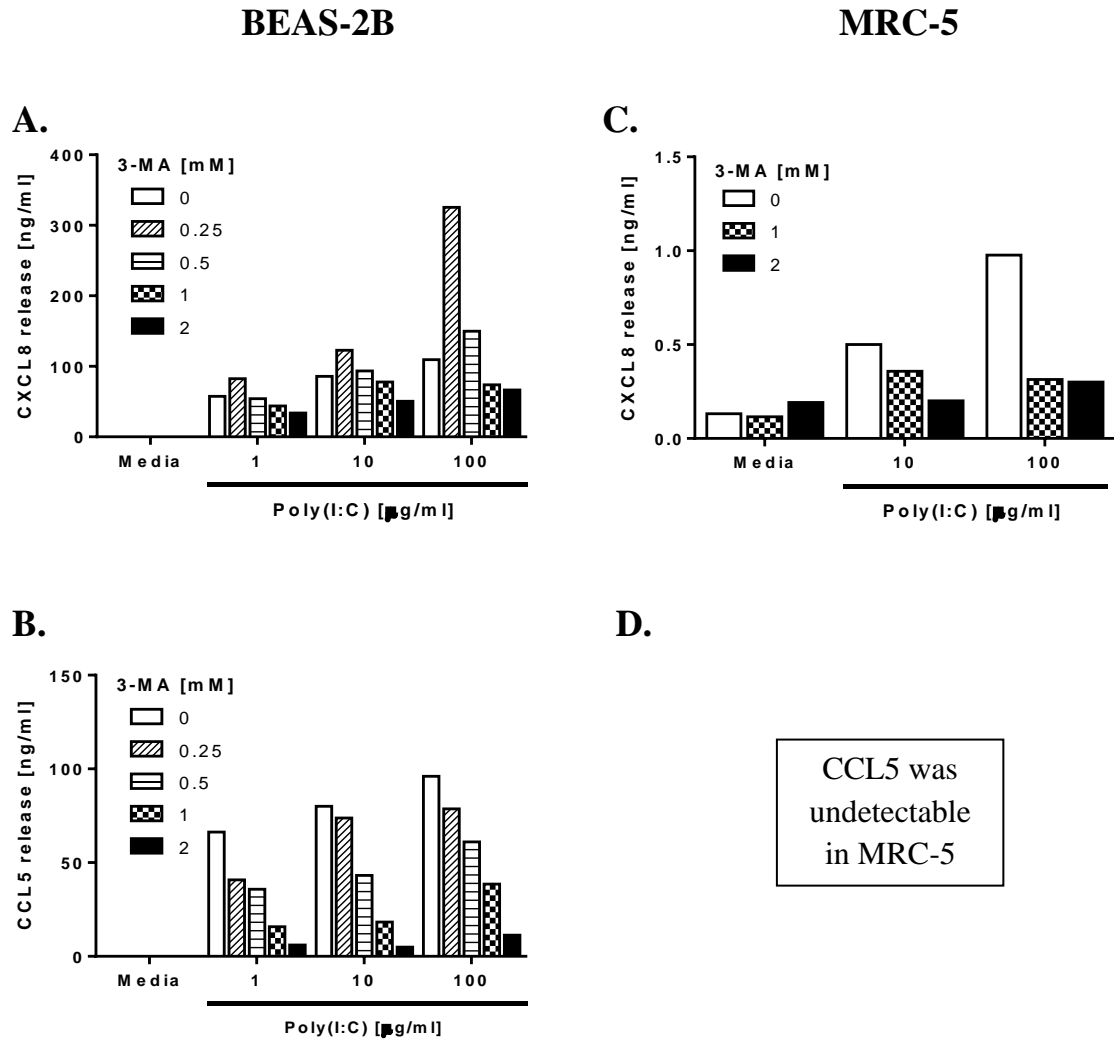 BEAS-2B
MRC-5
A.
CXCL8 release [ng/ml]
400
300
200
100
0
3-MA [mM]
0
0.25
0.5
1
2
Media
1
10
100
Poly(I:C) [µg/ml]
C.
CXCL8 release [ng/ml]
1.5
1.0
0.5
0.0
3-MA [mM]
0
1
2
Media
10
100
Poly(I:C) [µg/ml]
B.
CCL5 release [ng/ml]
150
100
50
0
3-MA [mM]
0
0.25
0.5
1
2
Media
1
10
100
Poly(I:C) [µg/ml]
D.
CCL5 was
undetectable
in MRC-5